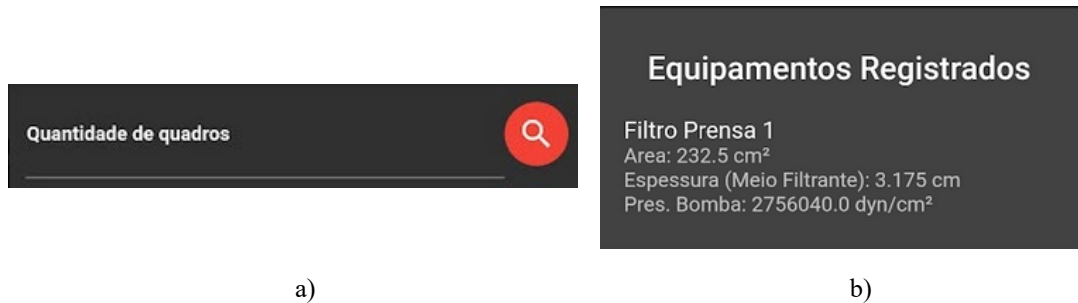 Quantidade de quadros
Equipamentos Registrados
Filtro Prensa 1
Area: 232.5 cm²
Espessura (Meio Filtrante): 3.175 cm
Pres. Bomba: 2756040.0 dyn/cm²
a)
b)